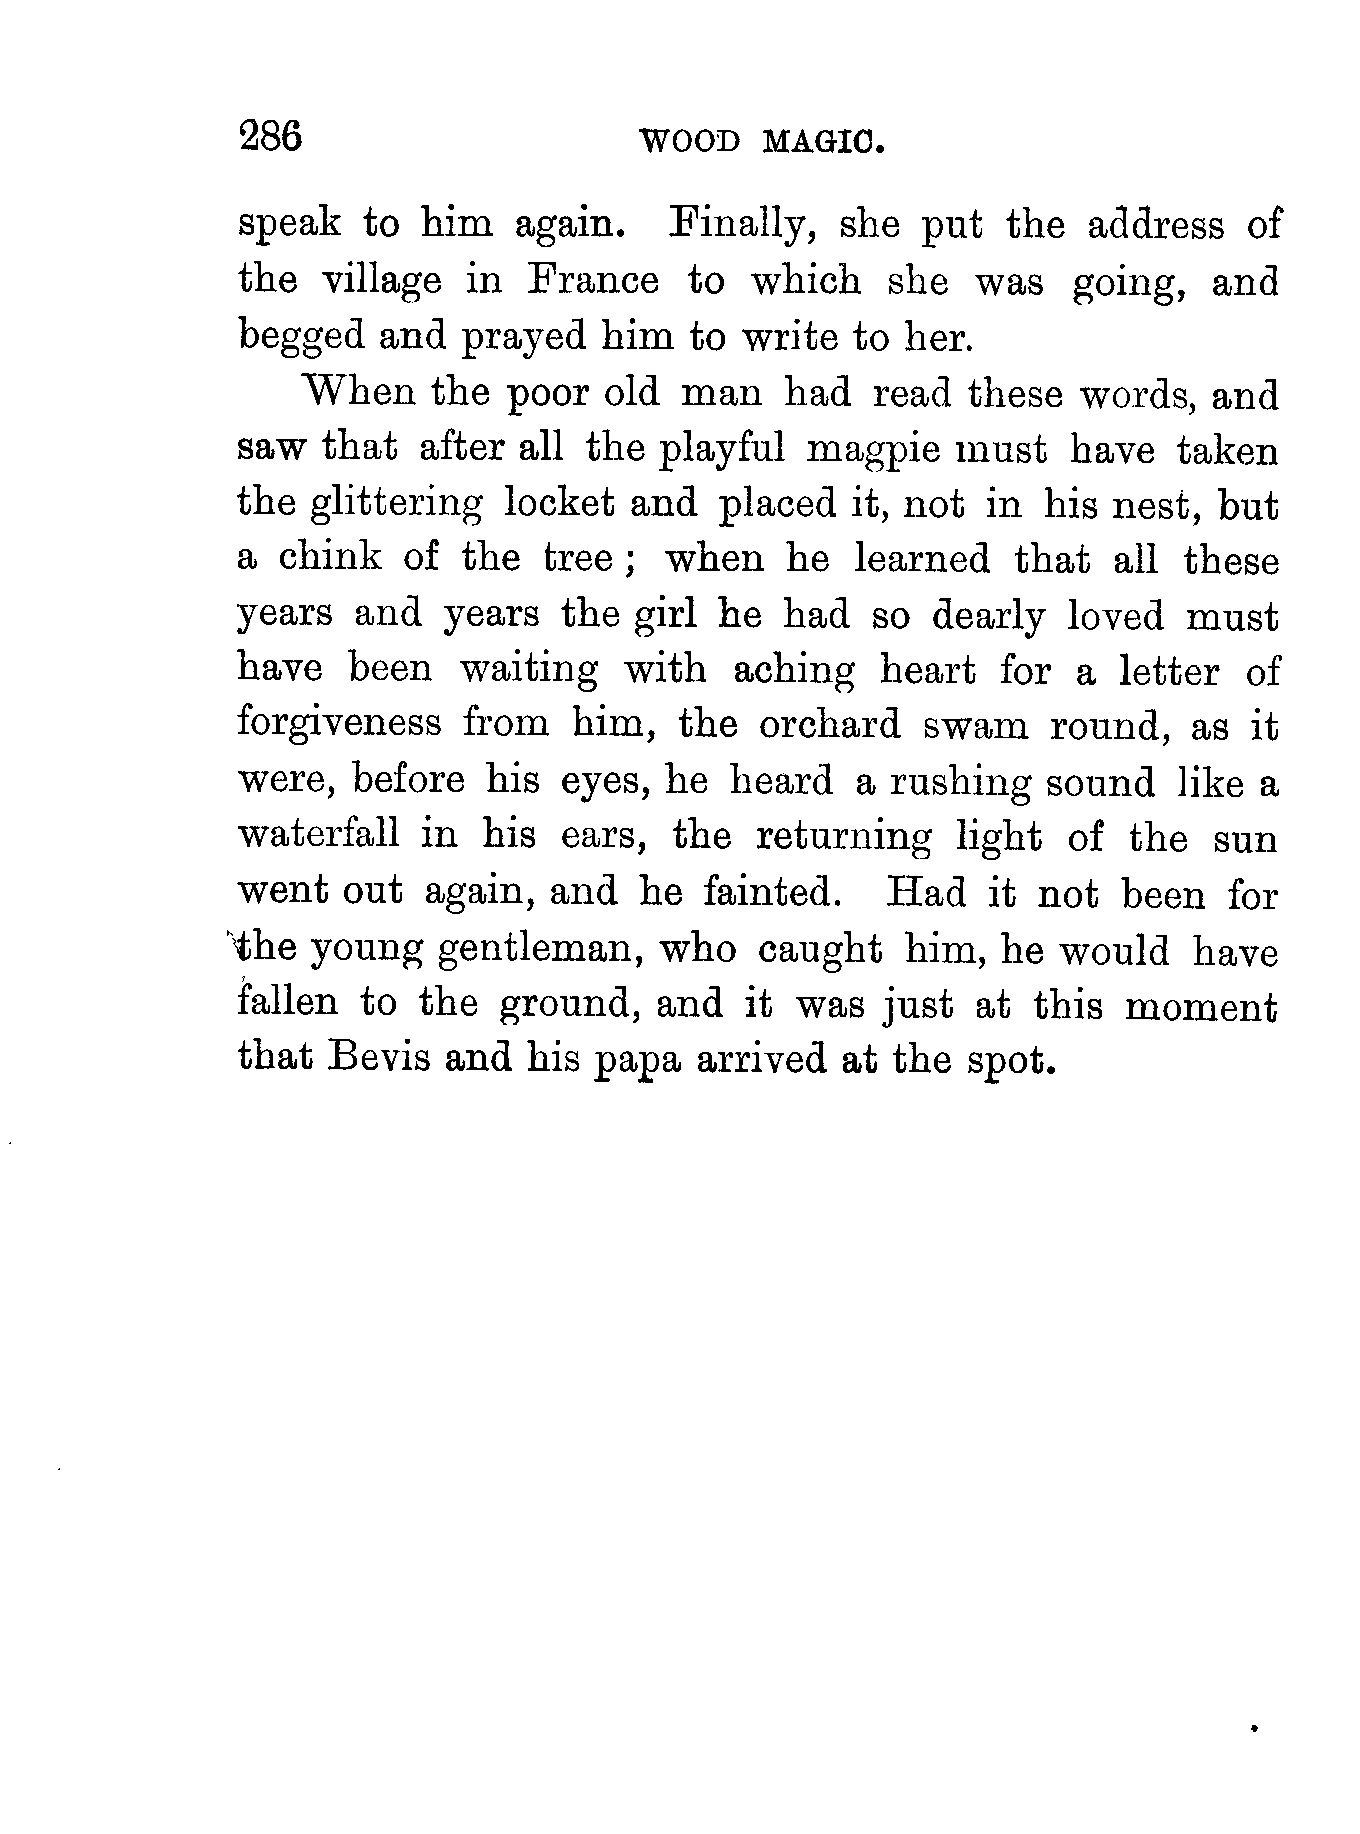 286 WOOD MAGIC.
speak to him again. Finally, she put the address of
the village in France to which she was going, and
begged and prayed him to write to her.
When the poor old man had read these words, and
saw that after all the playful magpie must have taken
the glittering locket and placed it, not in his nest, but
a chink of the tree ; when he learned that all these
years and years the girl he had so dearly loved must
have been waiting with aching heart for a letter of
forgiveness from him, the orchard swam round, as it
were, before his eyes, he heard a rushing sound like a
waterfall in his ears, the returning light of the sun
went out again, and he fainted. Had it not been for
the young gentleman, who caught him, he would have
fallen to the ground, and it was just at this moment
that Bevis and his papa arrived at the spot.